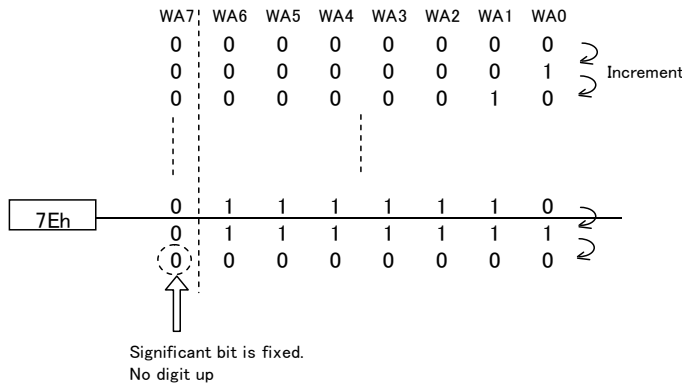 WA7 WA6 WA5 WA4 WA3 WA2 WA1 WA0
0 0 0 0 0 0 0 0
0 0 0 0 0 0 0 1 Increment
0 0 0 0 0 0 1 0
7Eh 0 1 1 1 1 1 1 0
0 1 1 1 1 1 1 1
0 0 0 0 0 0 0 0
Significant bit is fixed.
No digit up